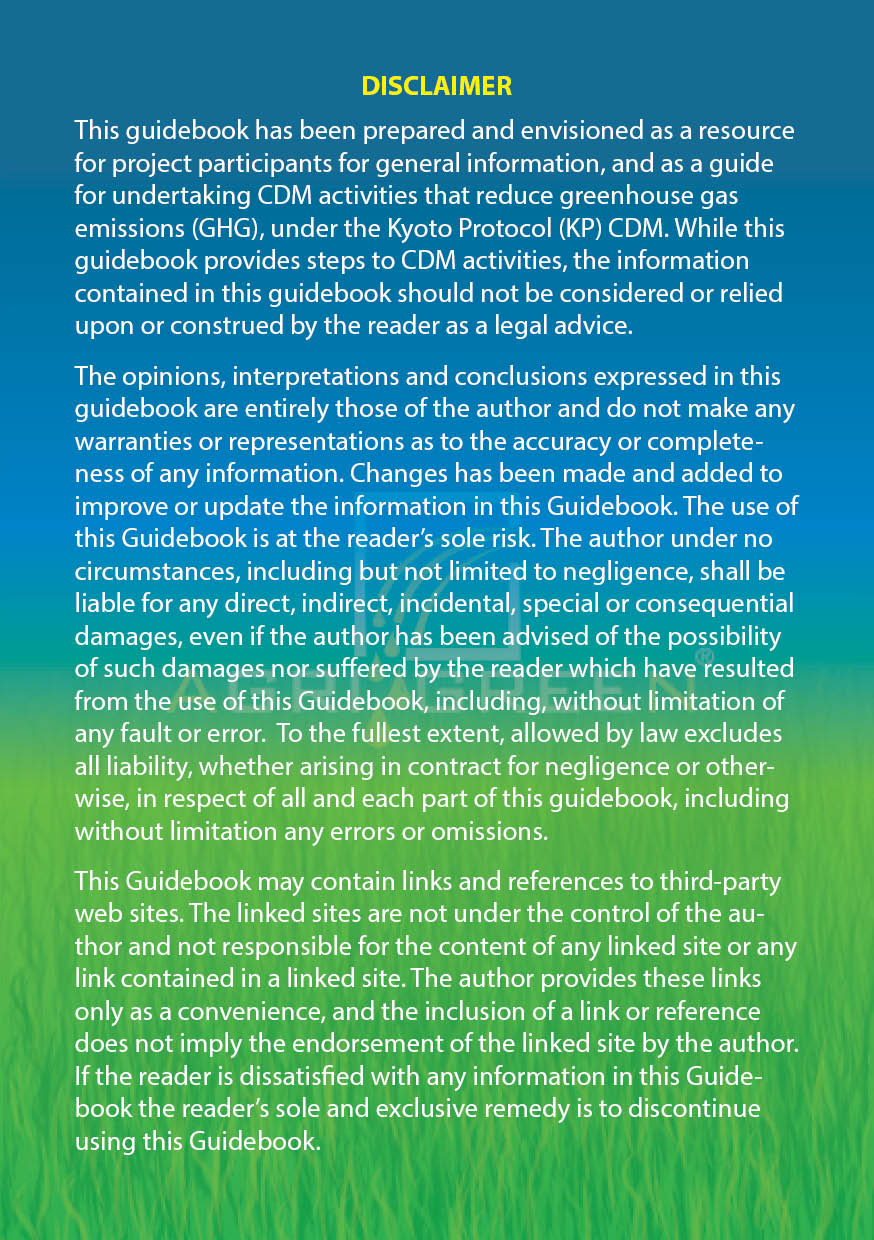 DISCLAIMER
This guidebook has been prepared and envisioned as a resource
for project participants for general information, and as a guide
for undertaking CDM activities that reduce greenhouse gas
emissions (GHG), under the Kyoto Protocol (KP) CDM. While this
guidebook provides steps to CDM activities, the information
contained in this guidebook should not be considered or relied
upon or construed by the reader as a legal advice.
The opinions, interpretations and conclusions expressed in this
guidebook are entirely those of the author and do not make any
warranties or representations as to the accuracy or complete-
ness of any information. Changes has been made and added to
improve or update the information in this Guidebook. The use of
this Guidebook is at the reader’s sole risk. The author under no
circumstances, including but not limited to negligence, shall be
liable for any direct, indirect, incidental, special or consequential
damages, even if the author has been advised of the possibility
of such damages nor suffered by the reader which have resulted
from the use of this Guidebook, including, without limitation of
any fault or error.  To the fullest extent, allowed by law excludes
all liability, whether arising in contract for negligence or other-
wise, in respect of all and each part of this guidebook, including
without limitation any errors or omissions.
This Guidebook may contain links and references to third-party
web sites. The linked sites are not under the control of the au-
thor and not responsible for the content of any linked site or any
link contained in a linked site. The author provides these links
only as a convenience, and the inclusion of a link or reference
does not imply the endorsement of the linked site by the author.
If the reader is dissatisfied with any information in this Guide-
book the reader’s sole and exclusive remedy is to discontinue
using this Guidebook.
AGRAGREEN®